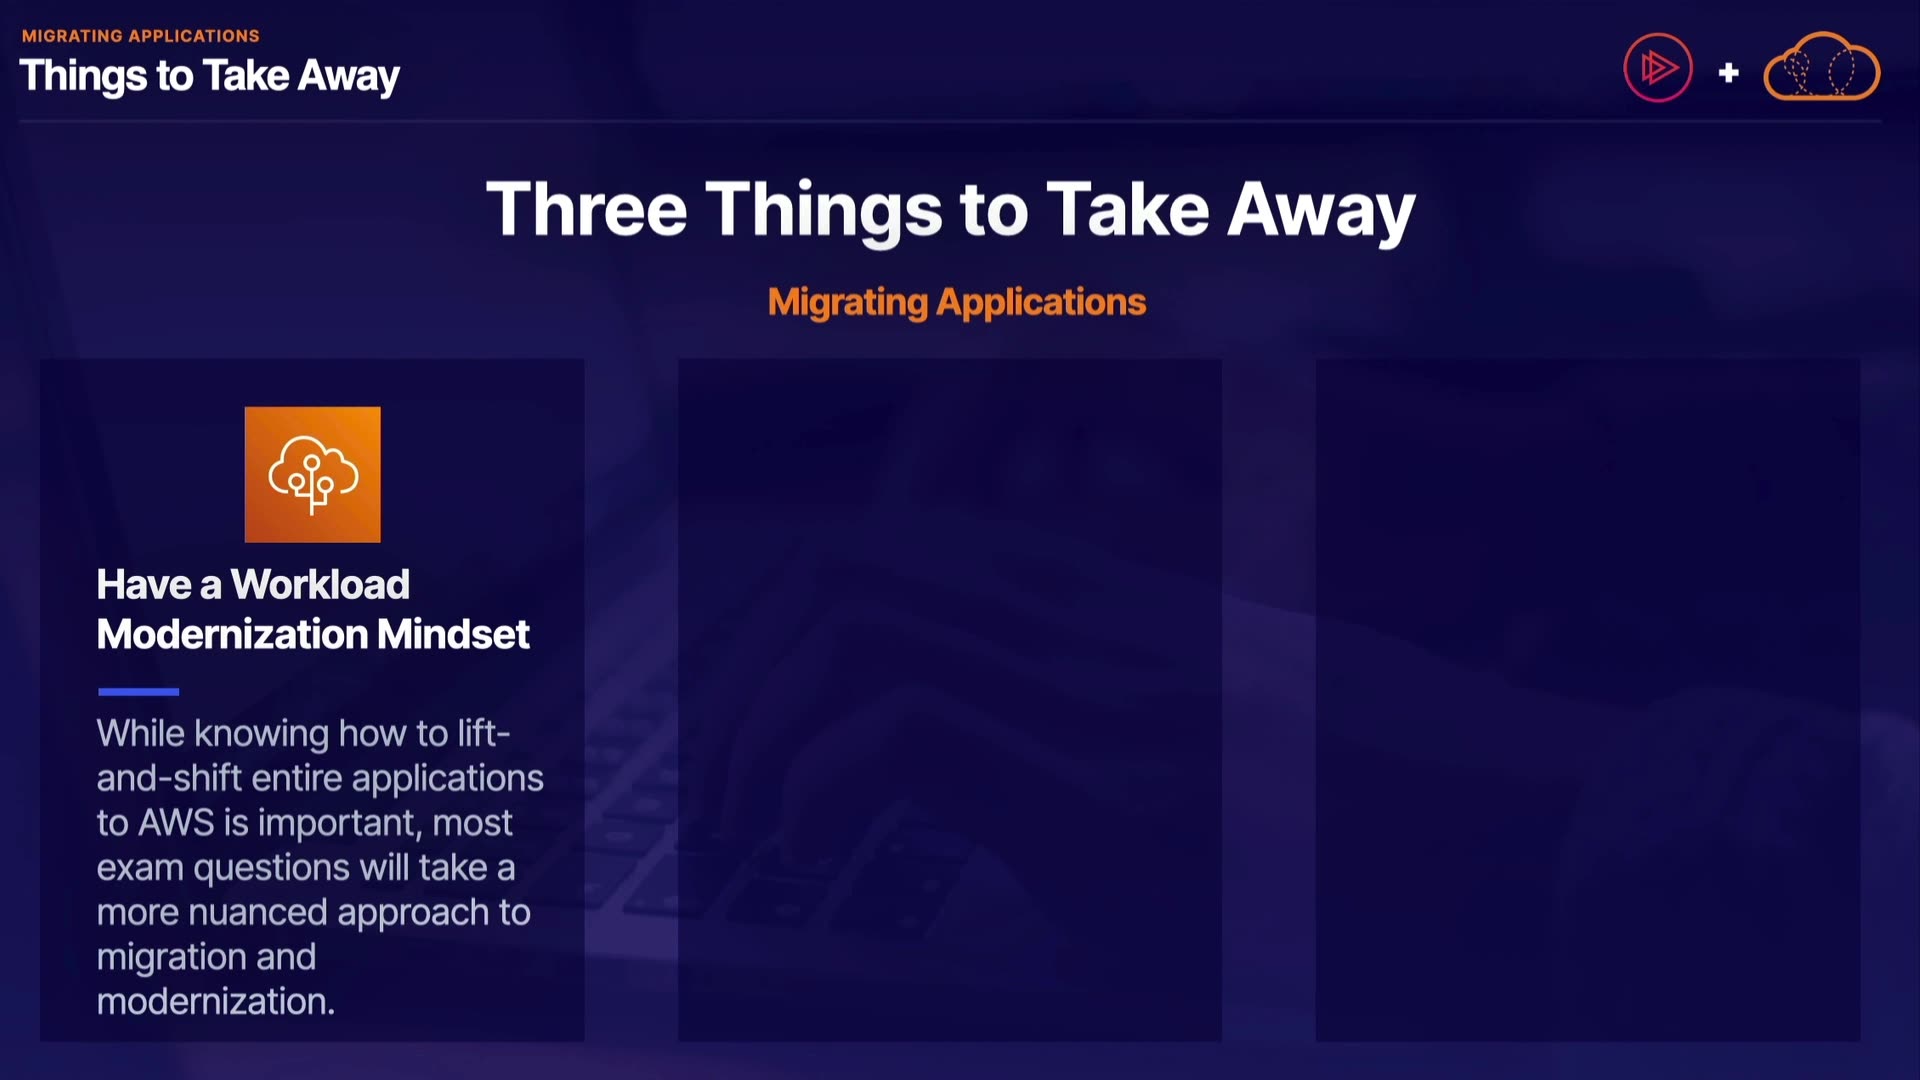 MIGRATING APPLICATIONS
Things to Take Away
Three Things to Take Away
Migrating Applications
Have a Workload
Modernization Mindset
While knowing how to lift-
and-shift entire applications
to AWS is important, most
exam questions will take a
more nuanced approach to
migration and
modernization.